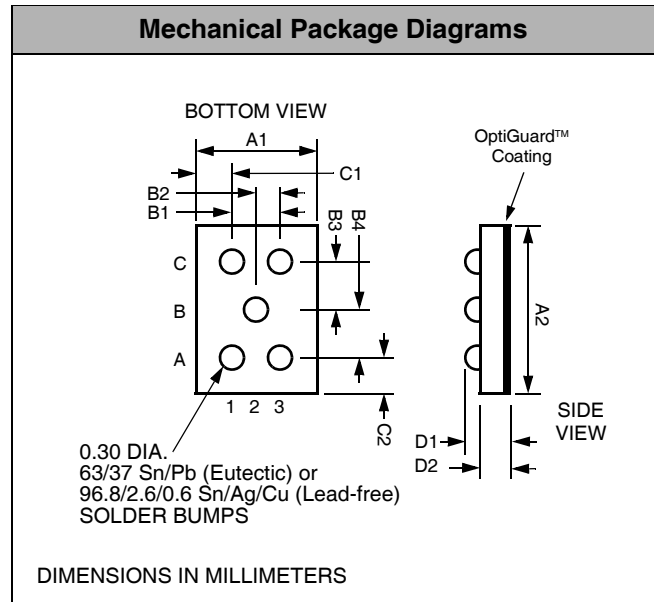 Mechanical Package Diagrams
BOTTOM VIEW
A1
C1
B2
B1
B3
B4
C
B
A
1 2 3
C2
0.30 DIA.
63/37 Sn/Pb (Eutectic) or
96.8/2.6/0.6 Sn/Ag/Cu (Lead-free)
SOLDER BUMPS
OptiGuard™
Coating
A2
SIDE
VIEW
D1
D2
DIMENSIONS IN MILLIMETERS